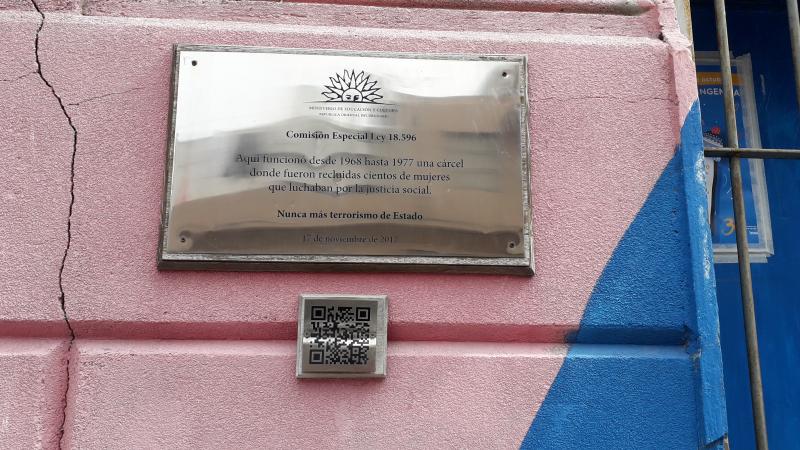 MINISTERIO DE EDUCACIÓN Y CULTURA
REPÚBLICA ORIENTAL DEL URUGUAY
Comisión Especial Ley 18.596
Aquí funcionó desde 1968 hasta 1977 una cárcel
donde fueron recluidas cientos de mujeres
que luchaban por la justicia social.
Nunca más terrorismo de Estado
17 de noviembre de 2017